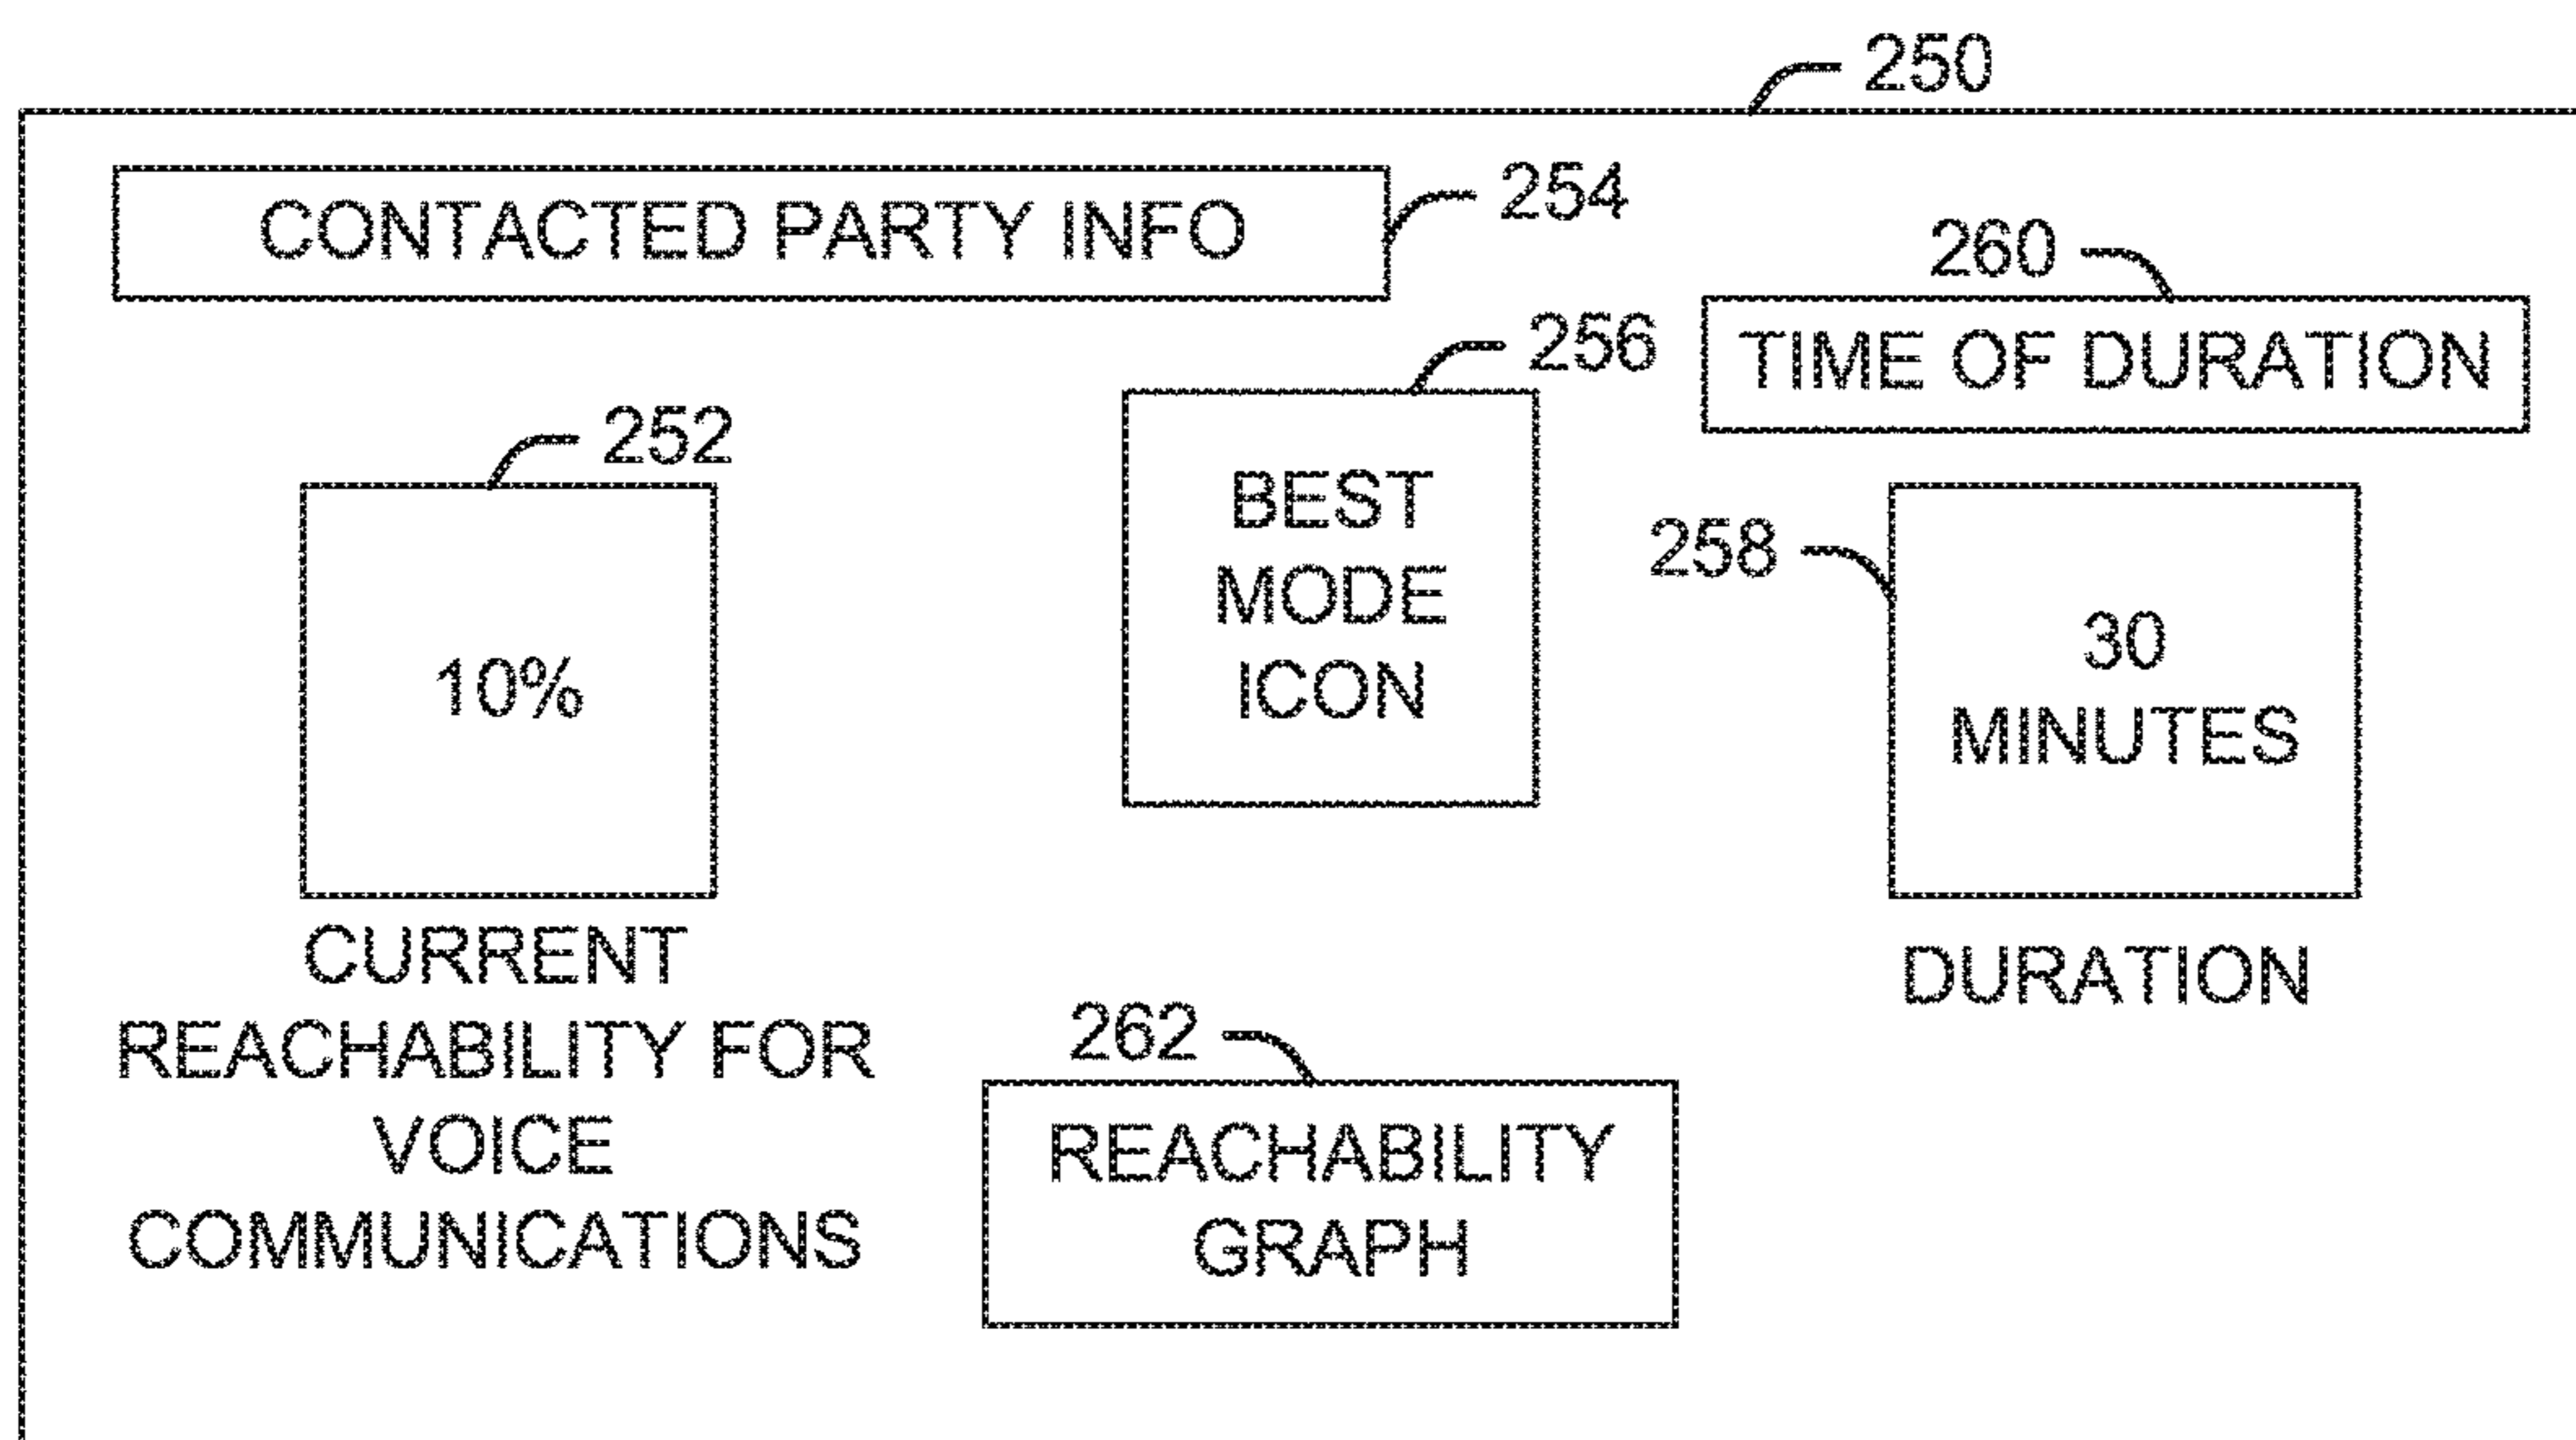 250
CONTACTED PARTY INFO
254
260
TIME OF DURATION
256
BEST
MODE
ICON
252
10%
CURRENT
REACHABILITY FOR
VOICE
COMMUNICATIONS
258
30
MINUTES
DURATION
262
REACHABILITY
GRAPH